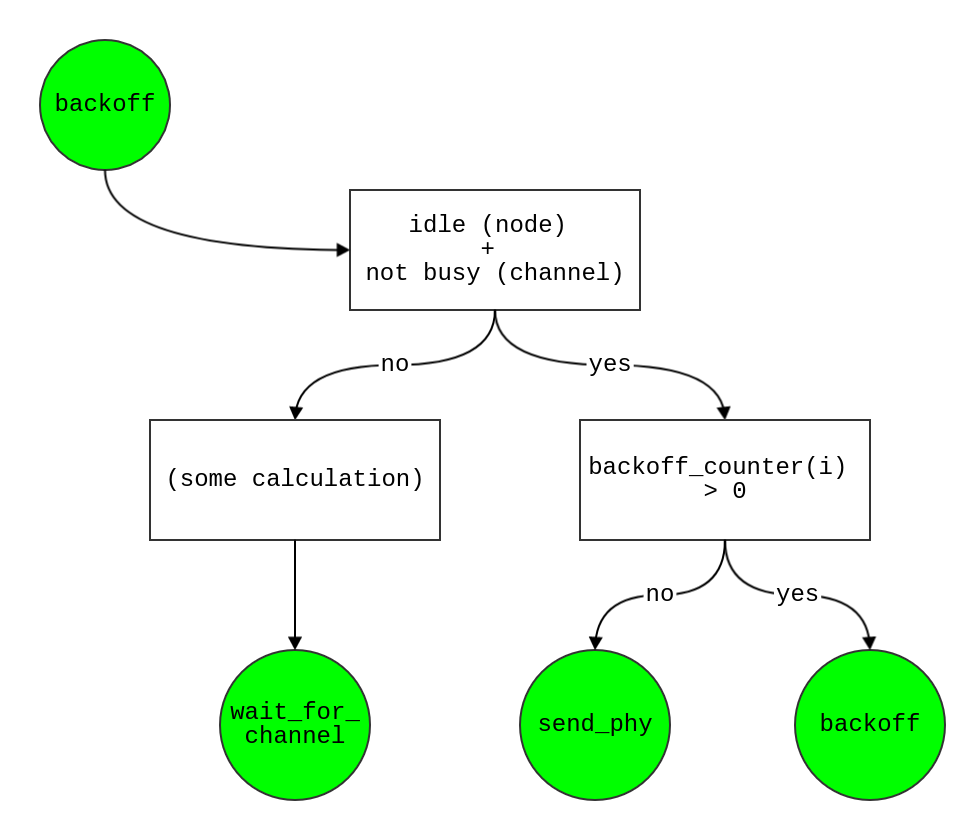 backoff
idle (node)
+
not busy (channel)
no
yes
(some calculation)
backoff_counter(i)
> 0
no
yes
wait_for_
channel
send_phy
backoff